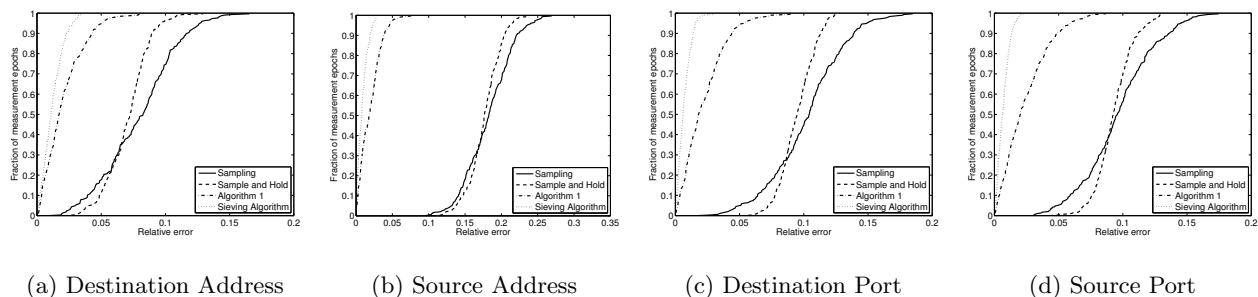 Fraction of measurement epochs
1
0.9
0.8
0.7
0.6
0.5
0.4
0.3
0.2
0.1
0
0
0.05
0.1
0.15
0.2
Relative error
Sampling
Sample and Hold
Algorithm 1
Sieving Algorithm
(a) Destination Address
Fraction of measurement epochs
1
0.9
0.8
0.7
0.6
0.5
0.4
0.3
0.2
0.1
0
0
0.05
0.1
0.15
0.2
0.25
0.3
0.35
Relative error
Sampling
Sample and Hold
Algorithm 1
Sieving Algorithm
(b) Source Address
Fraction of measurement epochs
1
0.9
0.8
0.7
0.6
0.5
0.4
0.3
0.2
0.1
0
0
0.05
0.1
0.15
0.2
Relative error
Sampling
Sample and Hold
Algorithm 1
Sieving Algorithm
(c) Destination Port
Fraction of measurement epochs
1
0.9
0.8
0.7
0.6
0.5
0.4
0.3
0.2
0.1
0
0
0.05
0.1
0.15
0.2
Relative error
Sampling
Sample and Hold
Algorithm 1
Sieving Algorithm
(d) Source Port